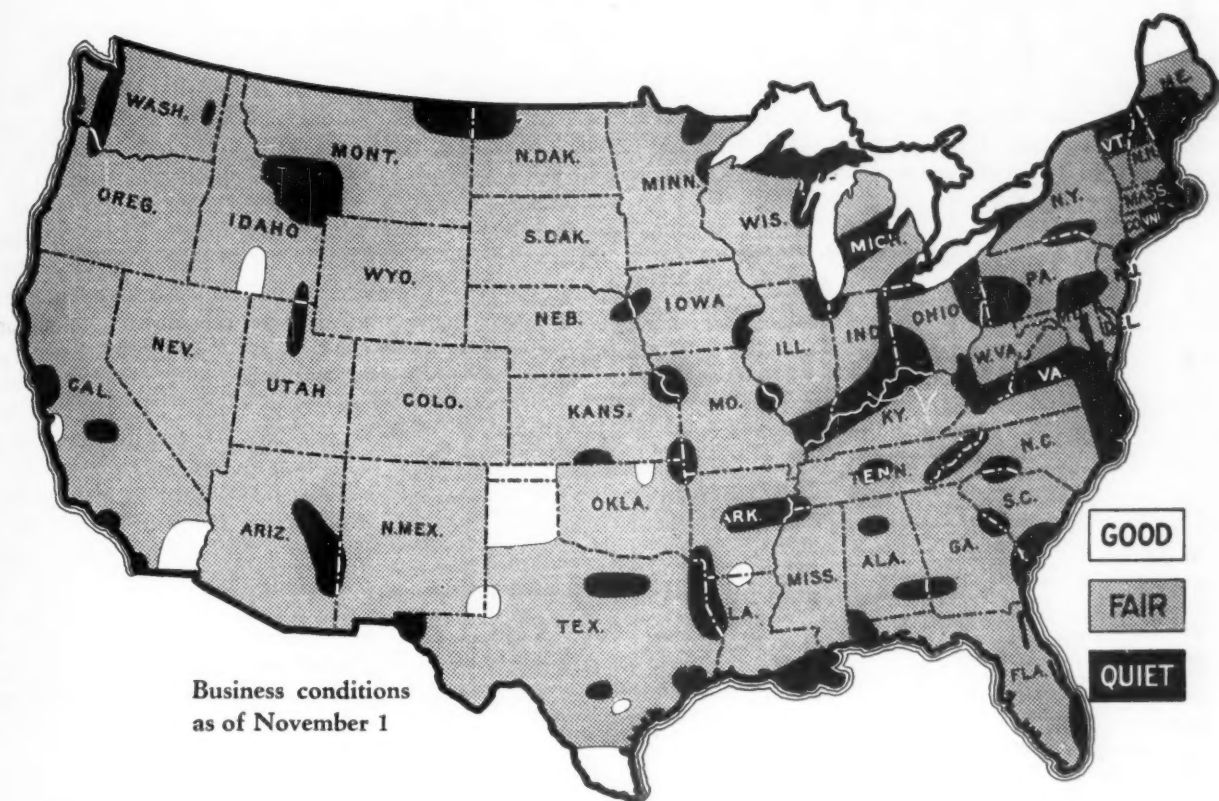 WASH.
MONT.
N.DAK.
MINN.
OREG.
IDAHO
S.DAK.
WIS.
MICH.
N.Y.
VT.
N.H.
ME.
MASS.
CONN
WYO.
NEB.
IOWA
ILL.
IND.
OHIO
PA.
N.J.
MD.
DEL.
W.VA.
VA.
NEV.
UTAH
COLO.
KANS.
MO.
KY.
CAL.
ARIZ.
N.MEX.
OKLA.
ARK.
TENN.
N.C.
S.C.
TEX.
LA.
MISS.
ALA.
GA.
FLA.
GOOD
FAIR
QUIET
Business conditions
as of November 1